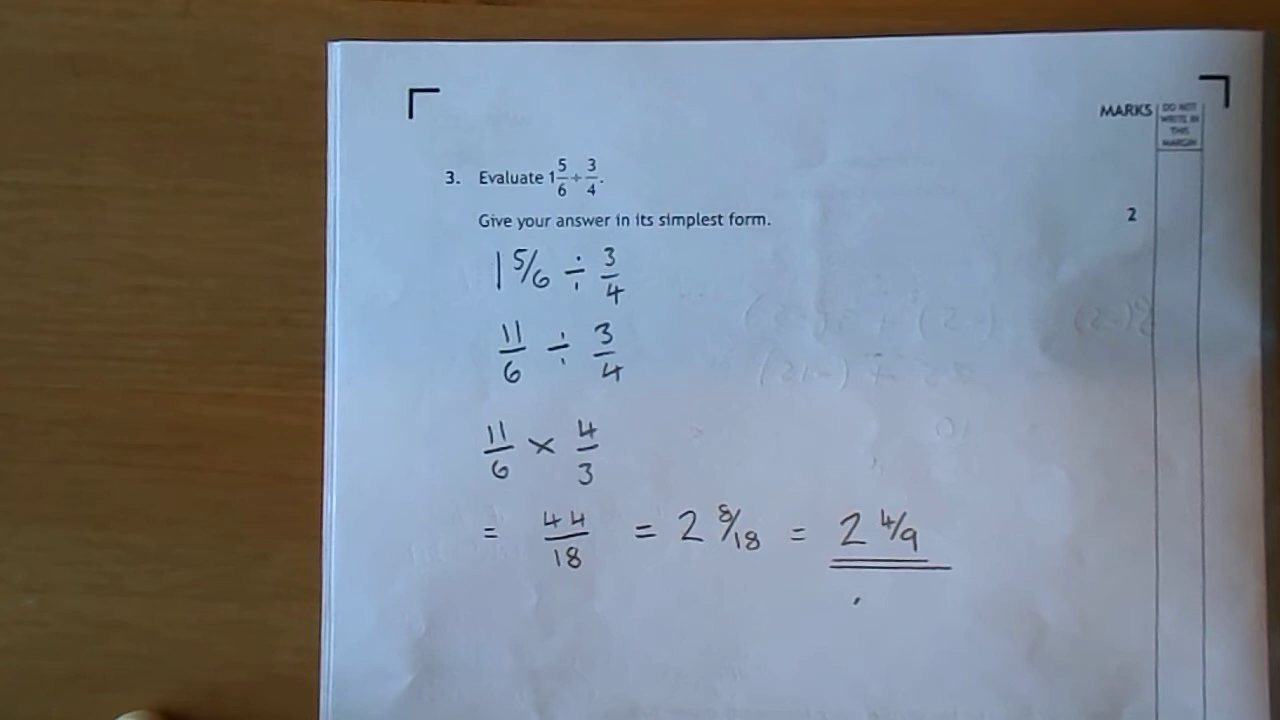 MARKS
DO NOT WRITE IN THIS MARGIN
3. Evaluate 1 5/6 ÷ 3/4.
Give your answer in its simplest form.
2
1 5/6 ÷ 3/4
11/6 ÷ 3/4
11/6 × 4/3
= 44/18 = 2 8/18 = 2 4/9